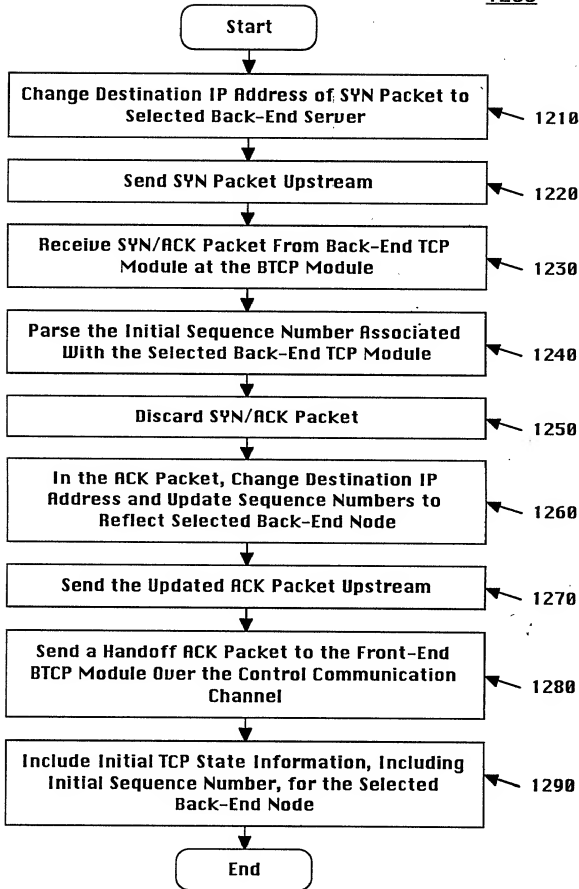 Start
Change Destination IP Address of SYN Packet to
Selected Back-End Server
1210
Send SYN Packet Upstream
1220
Receive SYN/ACK Packet From Back-End TCP
Module at the BTCP Module
1230
Parse the Initial Sequence Number Associated
With the Selected Back-End TCP Module
1240
Discard SYN/ACK Packet
1250
In the ACK Packet, Change Destination IP
Address and Update Sequence Numbers to
Reflect Selected Back-End Node
1260
Send the Updated ACK Packet Upstream
1270
Send a Handoff ACK Packet to the Front-End
BTCP Module Over the Control Communication
Channel
1280
Include Initial TCP State Information, Including
Initial Sequence Number, for the Selected
Back-End Node
1290
End